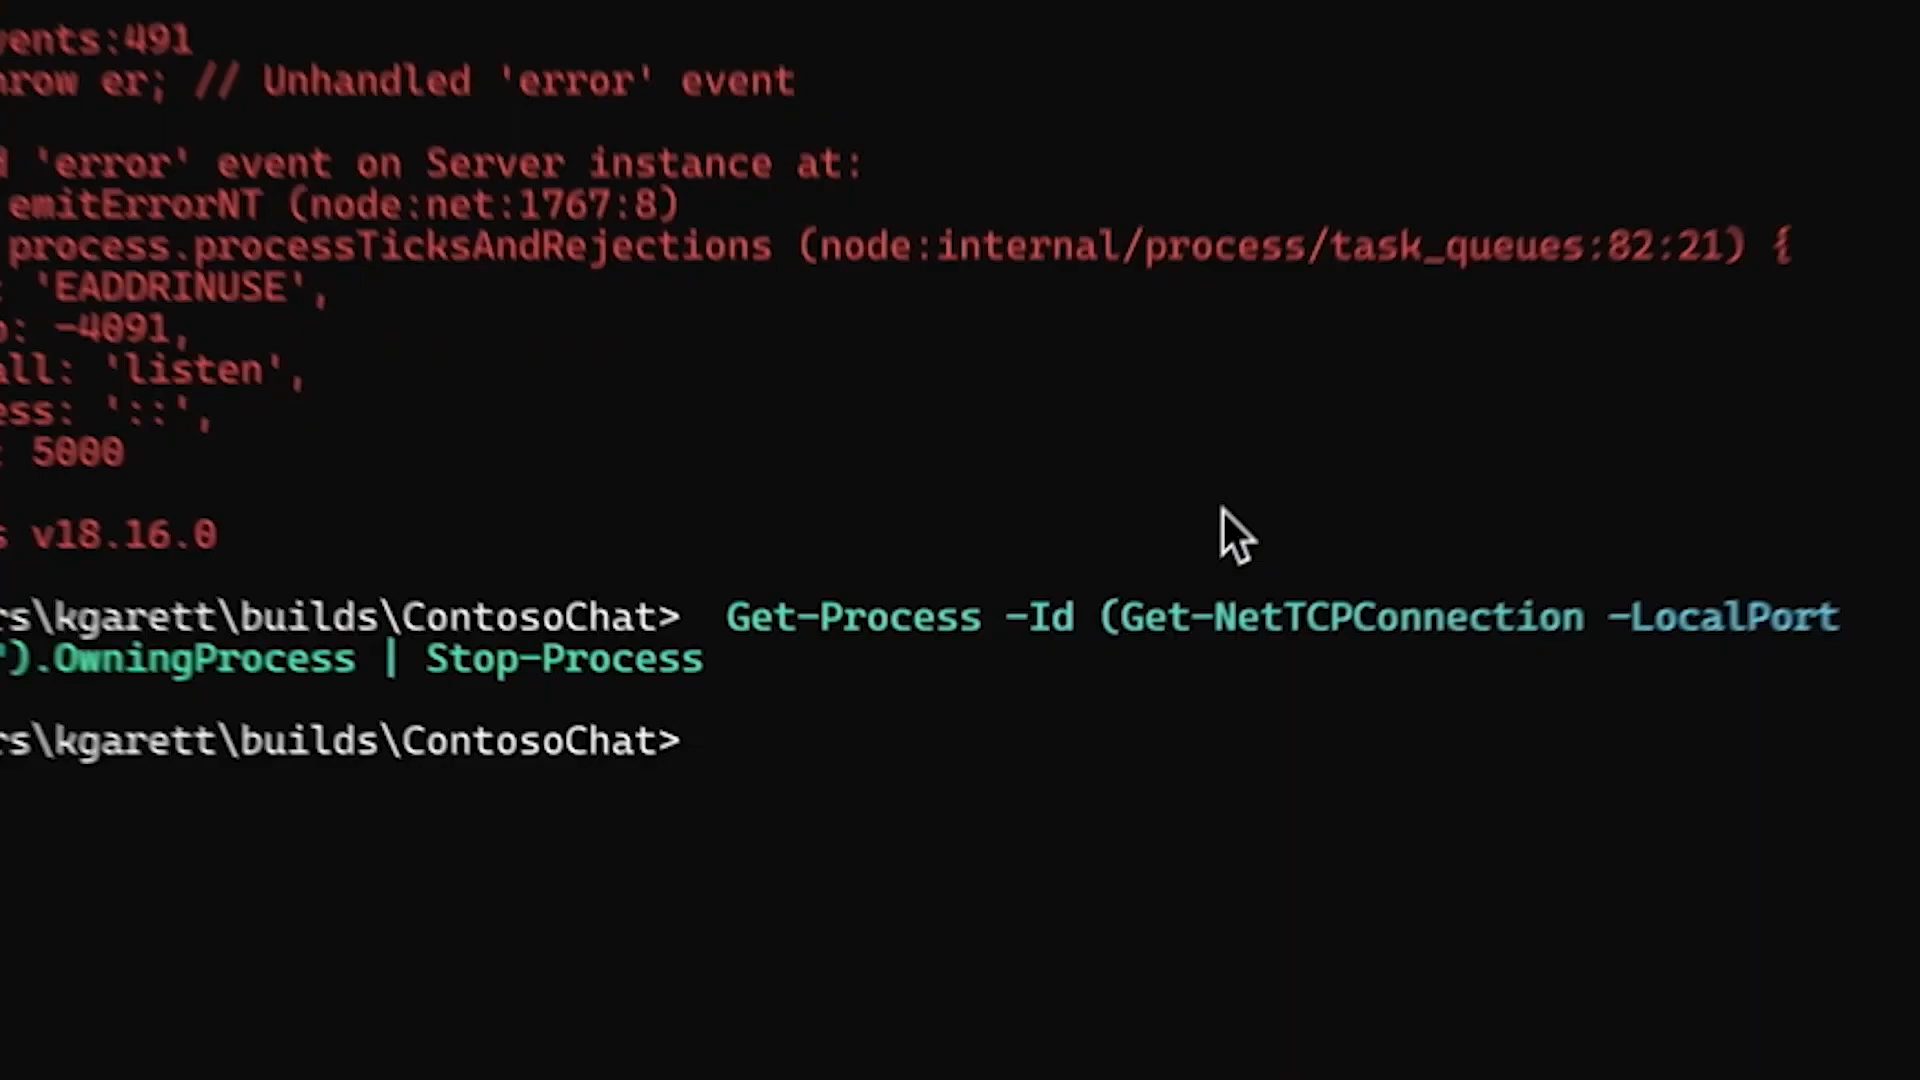 vents:491
hrow er; // Unhandled 'error' event
'error' event on Server instance at:
emitErrorNT (node:net:1767:8)
process.processTicksAndRejections (node:internal/process/task_queues:82:21) {
: 'EADDRINUSE',
o: -4091,
all: 'listen',
ess: '::',
: 5000
s v18.16.0
rs\kgarett\builds\ContosoChat> Get-Process -Id (Get-NetTCPConnection -LocalPort
").OwningProcess | Stop-Process
rs\kgarett\builds\ContosoChat>